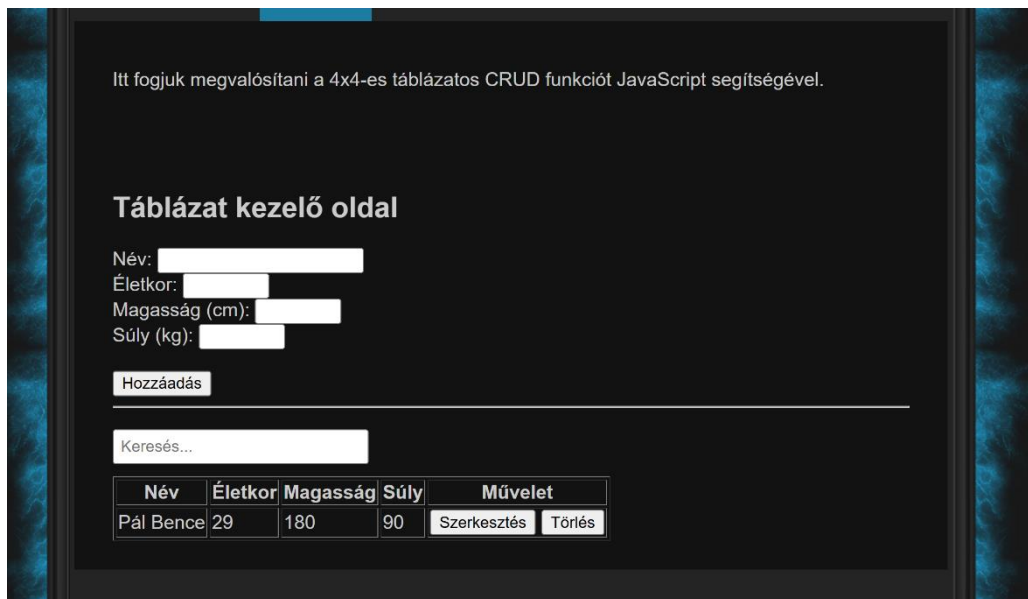 Itt fogjuk megvalósítani a 4x4-es táblázatos CRUD funkciót JavaScript segítségével.
Táblázat kezelő oldal
Név:
Életkor:
Magasság (cm):
Súly (kg):
Hozzáadás
Keresés...
Név Életkor Magasság Súly Művelet
Pál Bence 29 180 90 Szerkesztés Törlés